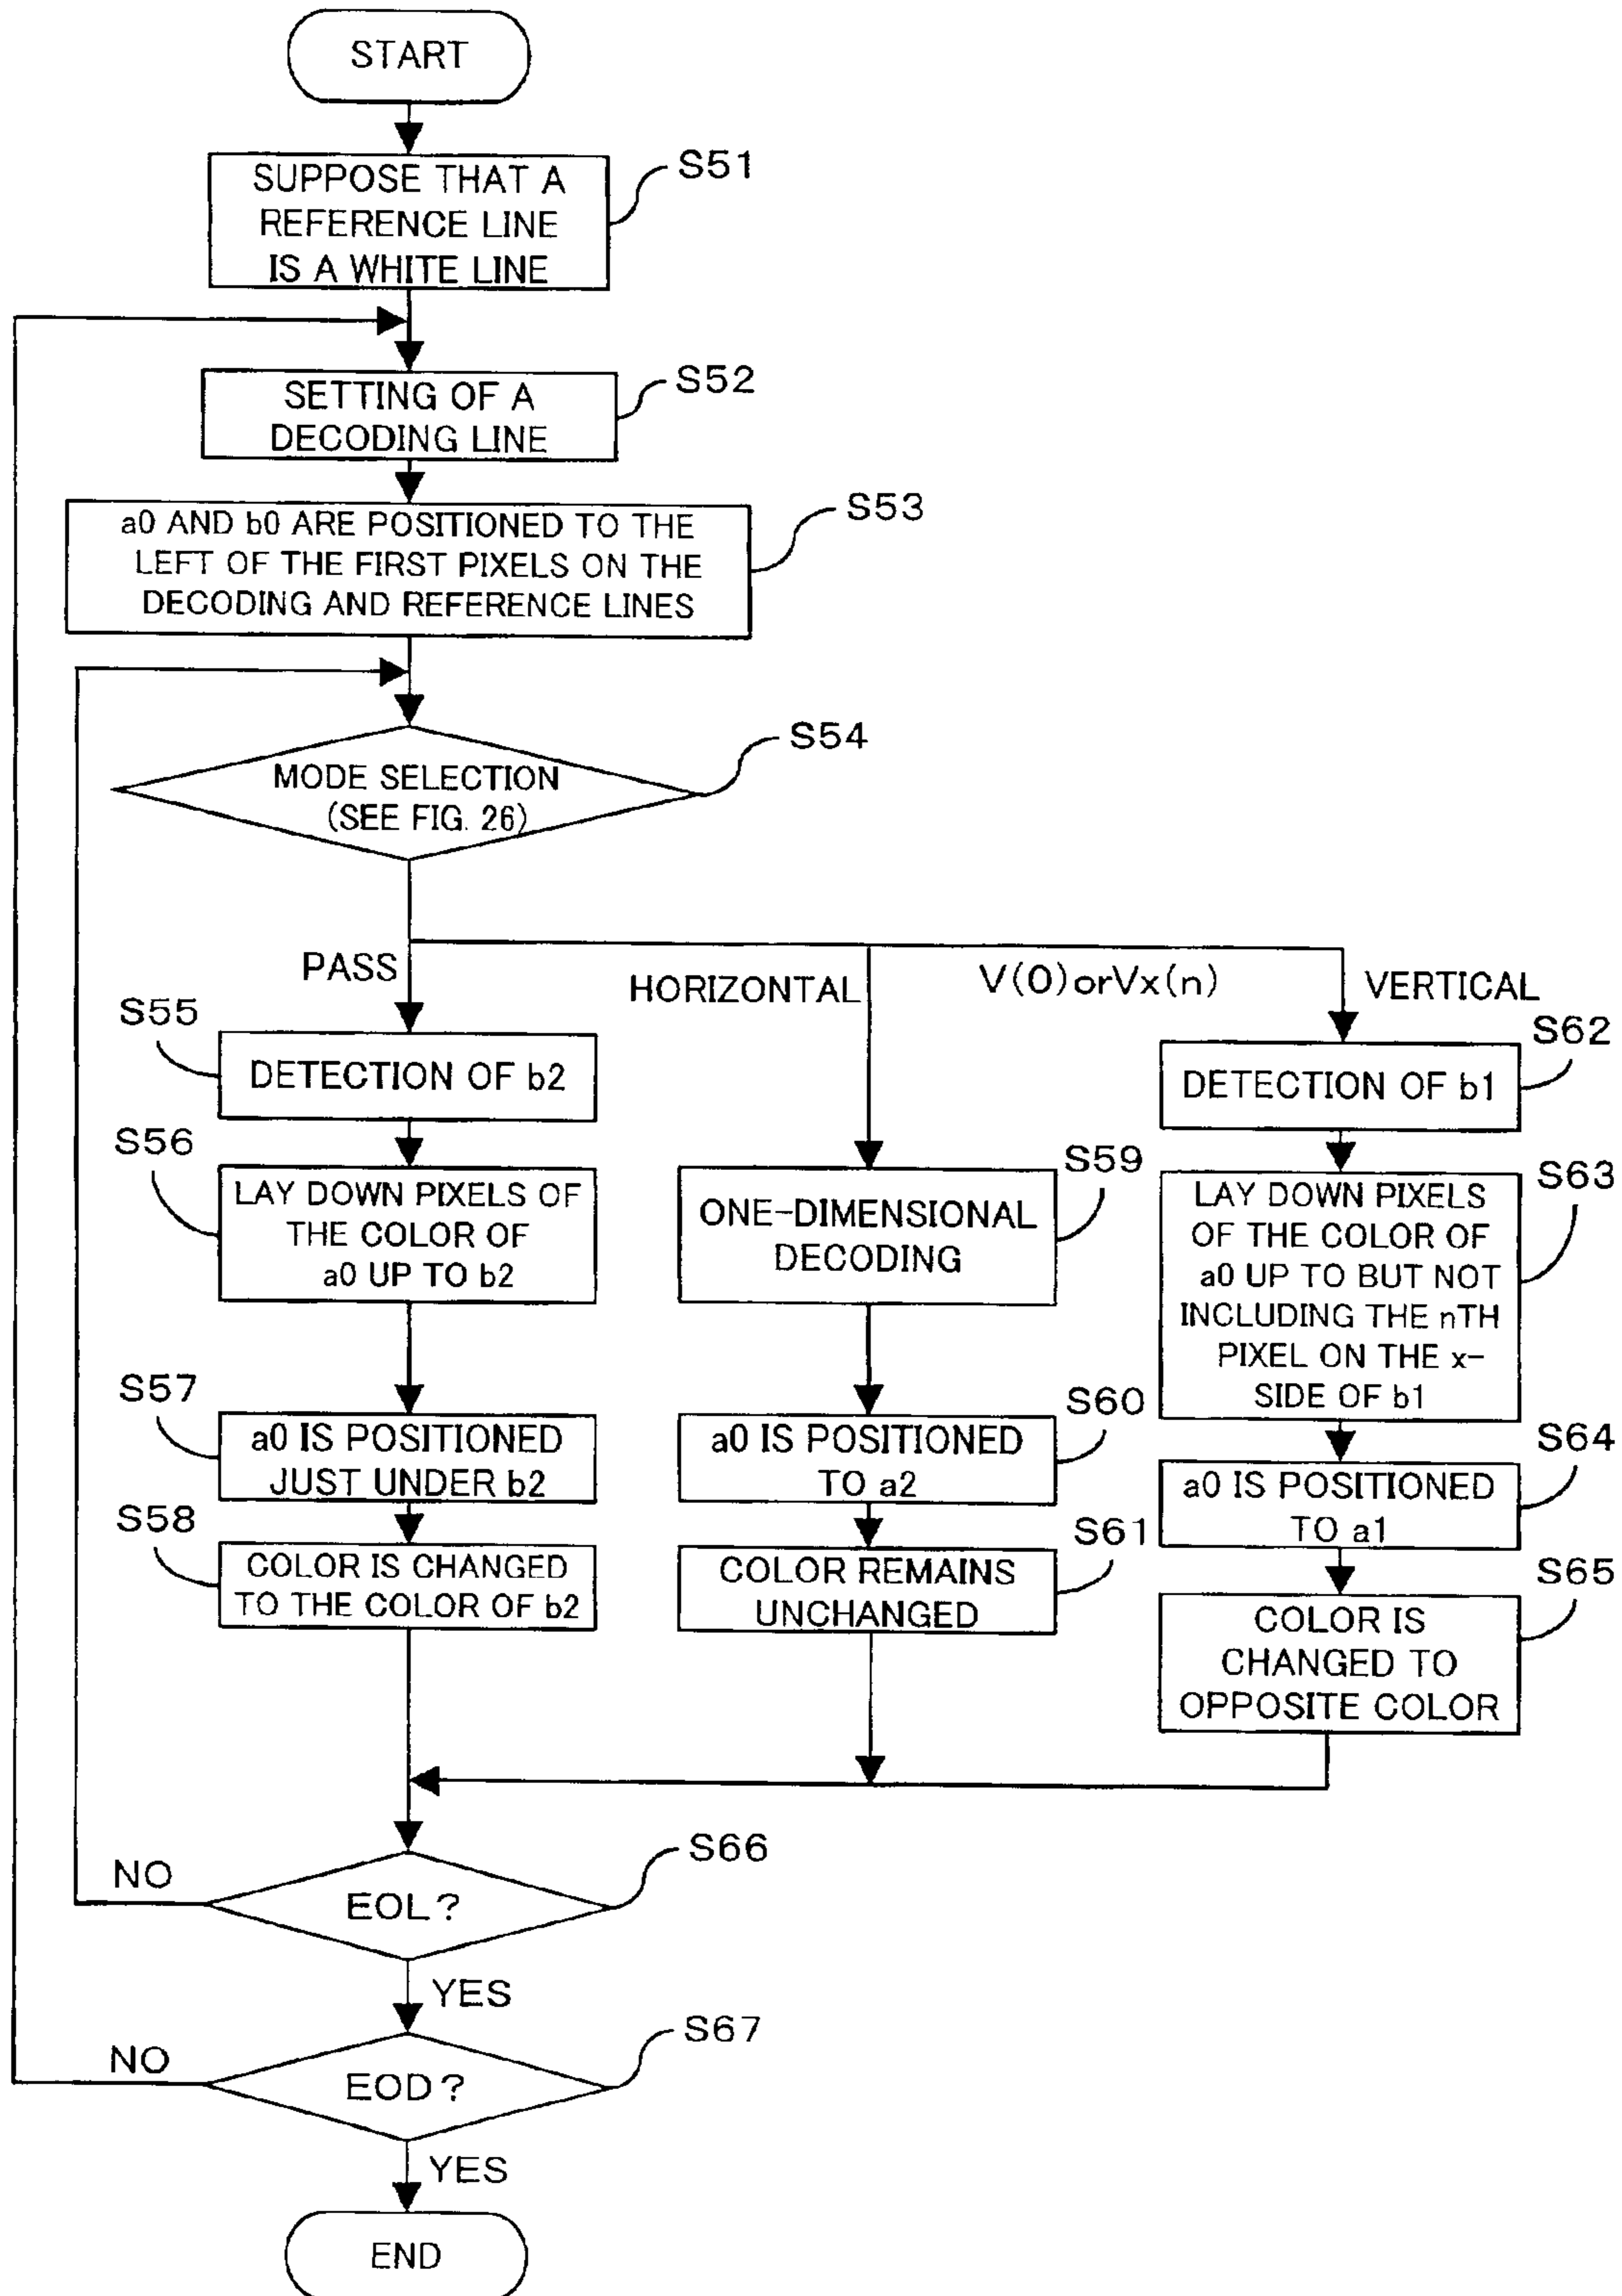 START
SUPPOSE THAT A
REFERENCE LINE
IS A WHITE LINE
S51
SETTING OF A
DECODING LINE
S52
a0 AND b0 ARE POSITIONED TO THE
LEFT OF THE FIRST PIXELS ON THE
DECODING AND REFERENCE LINES
S53
MODE SELECTION
(SEE FIG. 26)
S54
PASS
HORIZONTAL
V(0)orVx(n)
VERTICAL
S55
DETECTION OF b2
S56
LAY DOWN PIXELS OF
THE COLOR OF
a0 UP TO b2
S57
a0 IS POSITIONED
JUST UNDER b2
S58
COLOR IS CHANGED
TO THE COLOR OF b2
S59
ONE-DIMENSIONAL
DECODING
S60
a0 IS POSITIONED
TO a2
S61
COLOR REMAINS
UNCHANGED
S62
DETECTION OF b1
S63
LAY DOWN PIXELS
OF THE COLOR OF
a0 UP TO BUT NOT
INCLUDING THE nTH
PIXEL ON THE x-
SIDE OF b1
S64
a0 IS POSITIONED
TO a1
S65
COLOR IS
CHANGED TO
OPPOSITE COLOR
S66
NO
EOL?
YES
S67
NO
EOD?
YES
END